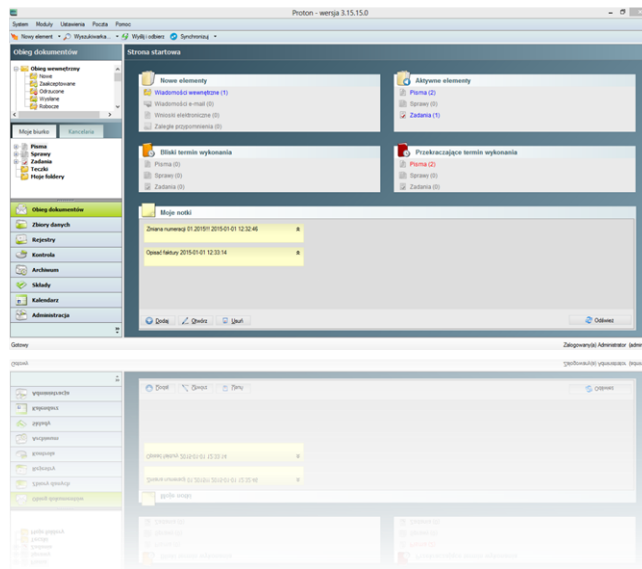 Proton - wersja 3.15.15.0
System Moduły Ustawienia Poczta Pomoc
Nowy element Wyszukiwarka... Wyślij i odbierz Synchronizuj
Obieg dokumentów
Strona startowa
Obieg wewnętrzny
Nowe
Zaakceptowane
Odrzucone
Wysłane
Robocze
Moje biurko Kancelaria
Pisma
Sprawy
Zadania
Teczki
Moje foldery
Obieg dokumentów
Zbiory danych
Rejestry
Kontrola
Archiwum
Składy
Kalendarz
Administracja
Nowe elementy
Wiadomości wewnętrzne (1)
Wiadomości e-mail (0)
Wnioski elektroniczne (0)
Zaległe przypomnienia (0)
Aktywne elementy
Pisma (2)
Sprawy (0)
Zadania (1)
Bliski termin wykonania
Pisma (0)
Sprawy (0)
Zadania (0)
Przekraczające termin wykonania
Pisma (2)
Sprawy (0)
Zadania (0)
Moje notki
Zmiana numeracji 01.2015!! 2015-01-01 12:32:46
Opisać faktury 2015-01-01 12:33:14
Dodaj Otwórz Usuń
Odśwież
Gotowy
Zalogowany(a) Administrator